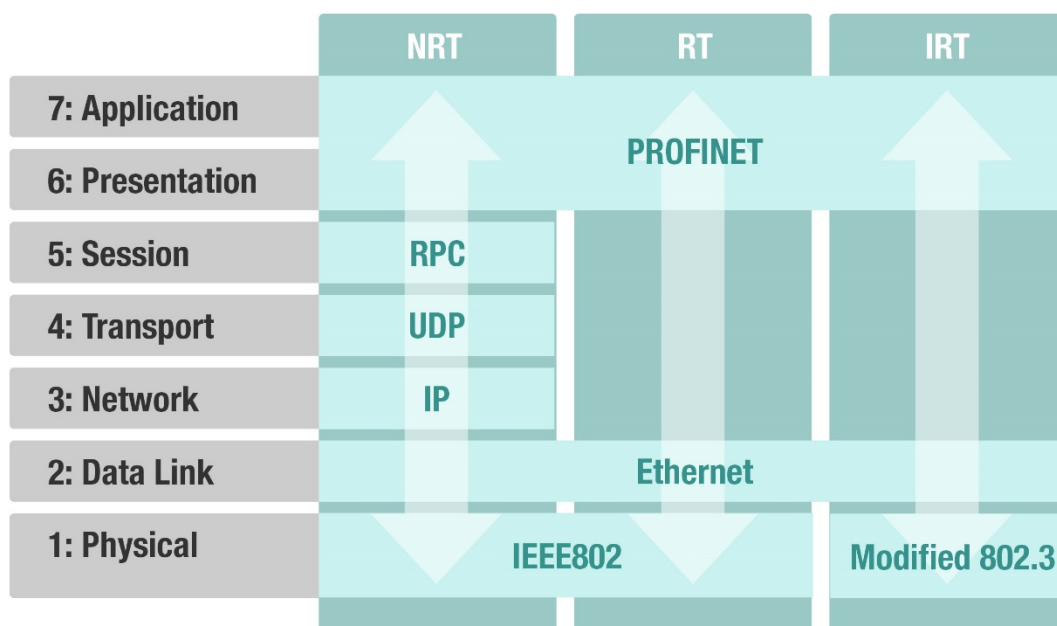 NRT RT IRT
7: Application
PROFINET
6: Presentation
5: Session RPC
4: Transport UDP
3: Network IP
2: Data Link Ethernet
1: Physical IEEE802 Modified 802.3